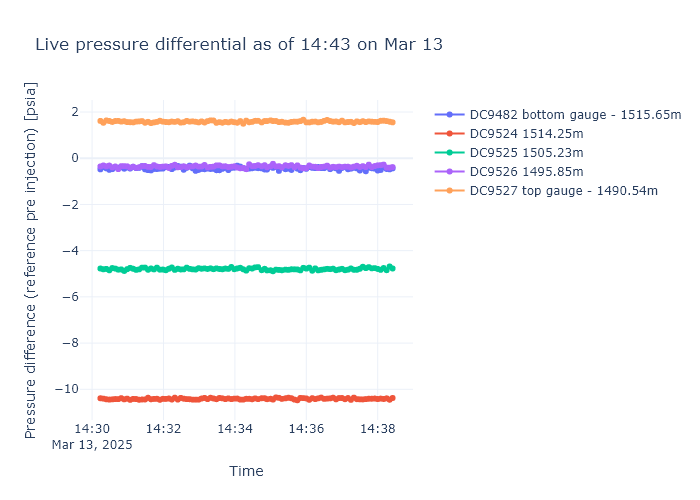 Live pressure differential as of 14:43 on Mar 13
Pressure difference (reference pre injection) [psia]
2
0
−2
−4
−6
−8
−10
14:30
14:32
14:34
14:36
14:38
Mar 13, 2025
Time
DC9482 bottom gauge - 1515.65m
DC9524 1514.25m
DC9525 1505.23m
DC9526 1495.85m
DC9527 top gauge - 1490.54m